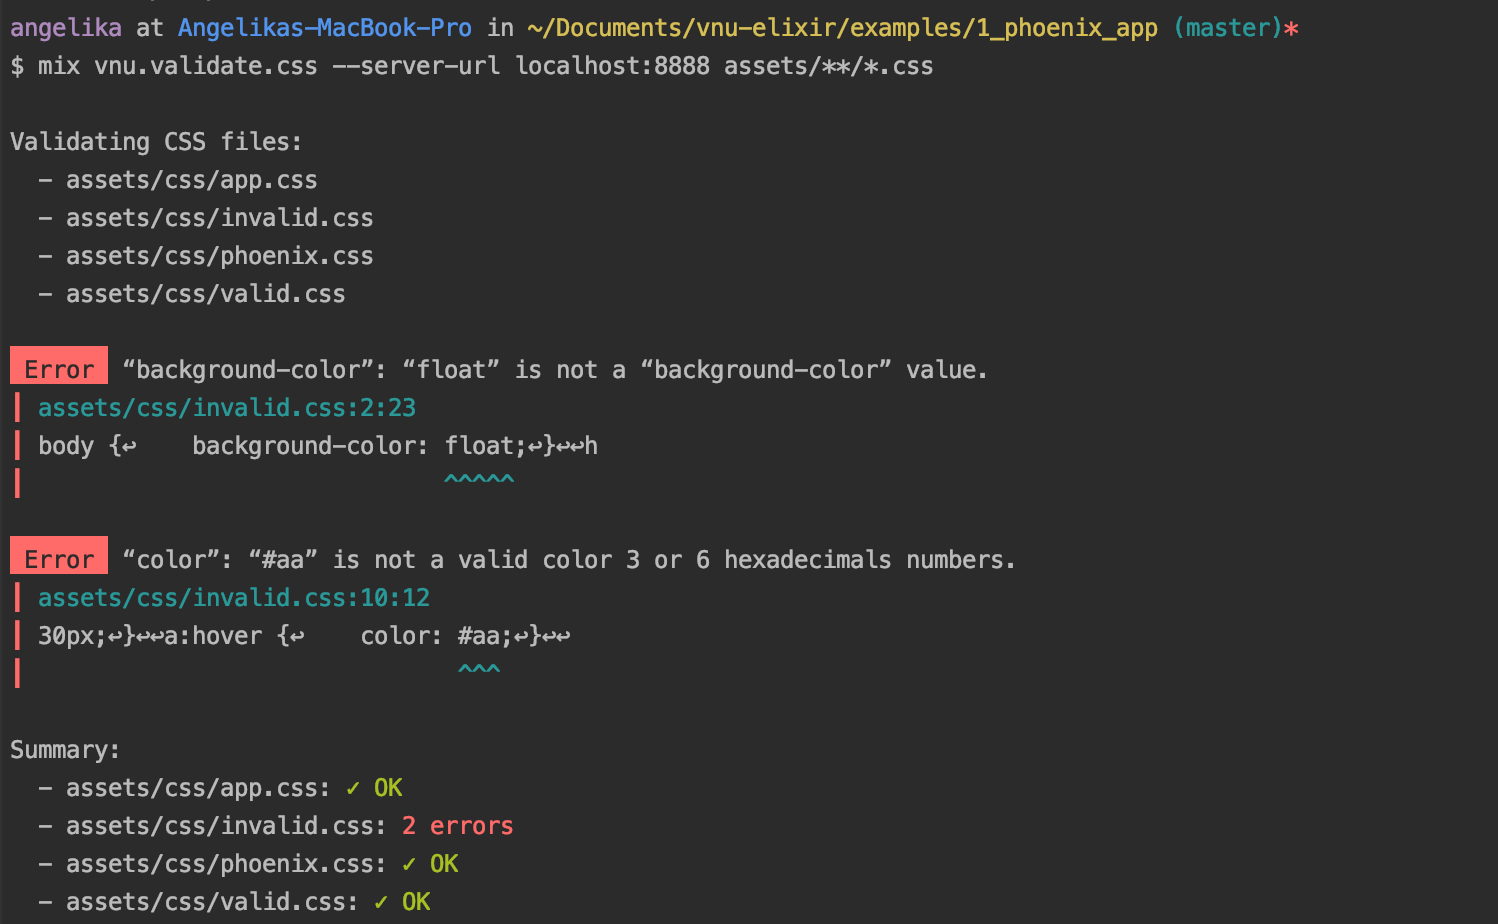 angelika at Angelikas-MacBook-Pro in ~/Documents/vnu-elixir/examples/1_phoenix_app (master)*
$ mix vnu.validate.css --server-url localhost:8888 assets/**/*.css
Validating CSS files:
  - assets/css/app.css
  - assets/css/invalid.css
  - assets/css/phoenix.css
  - assets/css/valid.css
Error “background-color”: “float” is not a “background-color” value.
| assets/css/invalid.css:2:23
| body {↩    background-color: float;↩}↩↩h
|                              ^^^^^
Error “color”: “#aa” is not a valid color 3 or 6 hexadecimals numbers.
| assets/css/invalid.css:10:12
| 30px;↩}↩↩a:hover {↩    color: #aa;↩}↩↩
|                               ^^^
Summary:
  - assets/css/app.css: ✓ OK
  - assets/css/invalid.css: 2 errors
  - assets/css/phoenix.css: ✓ OK
  - assets/css/valid.css: ✓ OK